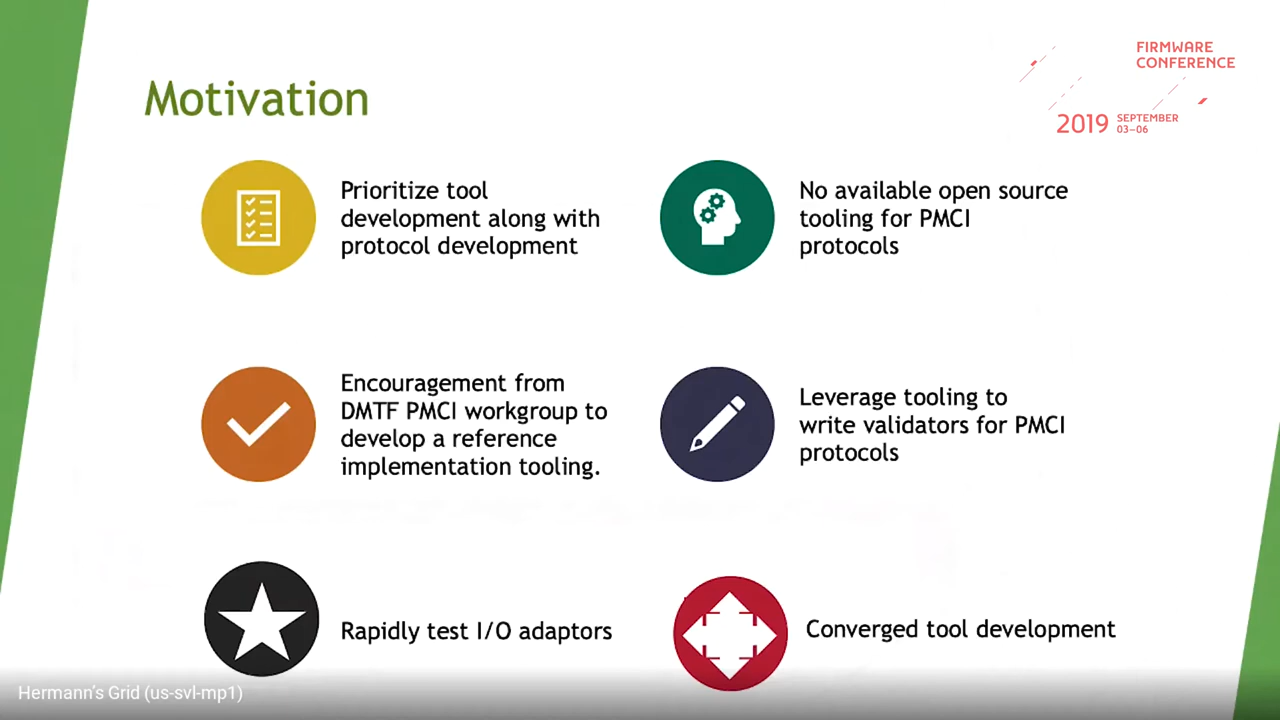 FIRMWARE
CONFERENCE
2019 SEPTEMBER
03–06
Motivation
Prioritize tool
development along with
protocol development
No available open source
tooling for PMCI
protocols
Encouragement from
DMTF PMCI workgroup to
develop a reference
implementation tooling.
Leverage tooling to
write validators for PMCI
protocols
Rapidly test I/O adaptors
Converged tool development
Hermann's Grid (us-svl-mp1)